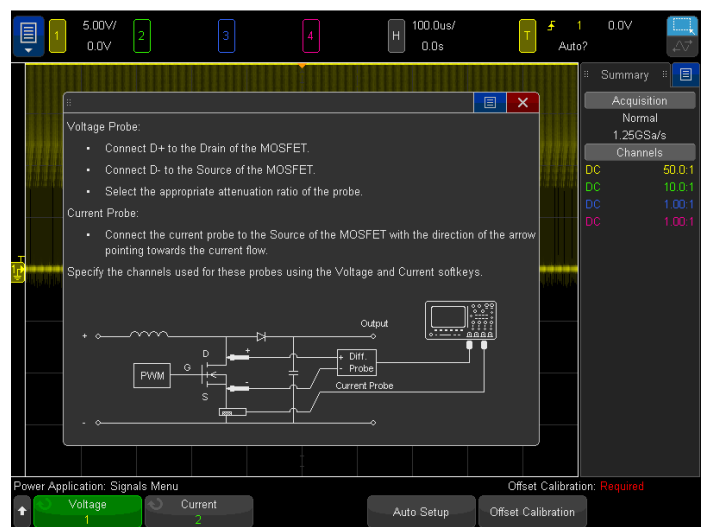 1 5.00V/ 2 3 4 H 100.0us/ T 1 0.0V
0.0V 0.0s Auto?
Summary
Acquisition
Normal
1.25GSa/s
Channels
DC 50.0:1
DC 10.0:1
DC 1.00:1
DC 1.00:1
Voltage Probe:
• Connect D+ to the Drain of the MOSFET.
• Connect D- to the Source of the MOSFET.
• Select the appropriate attenuation ratio of the probe.
Current Probe:
• Connect the current probe to the Source of the MOSFET with the direction of the arrow
pointing towards the current flow.
Specify the channels used for these probes using the Voltage and Current softkeys.
Output
+
D +
+ Diff.
- Probe
PWM G
-
S
Current Probe
-
T
1
Power Application: Signals Menu Offset Calibration: Required
Voltage Current Auto Setup Offset Calibration
1 2